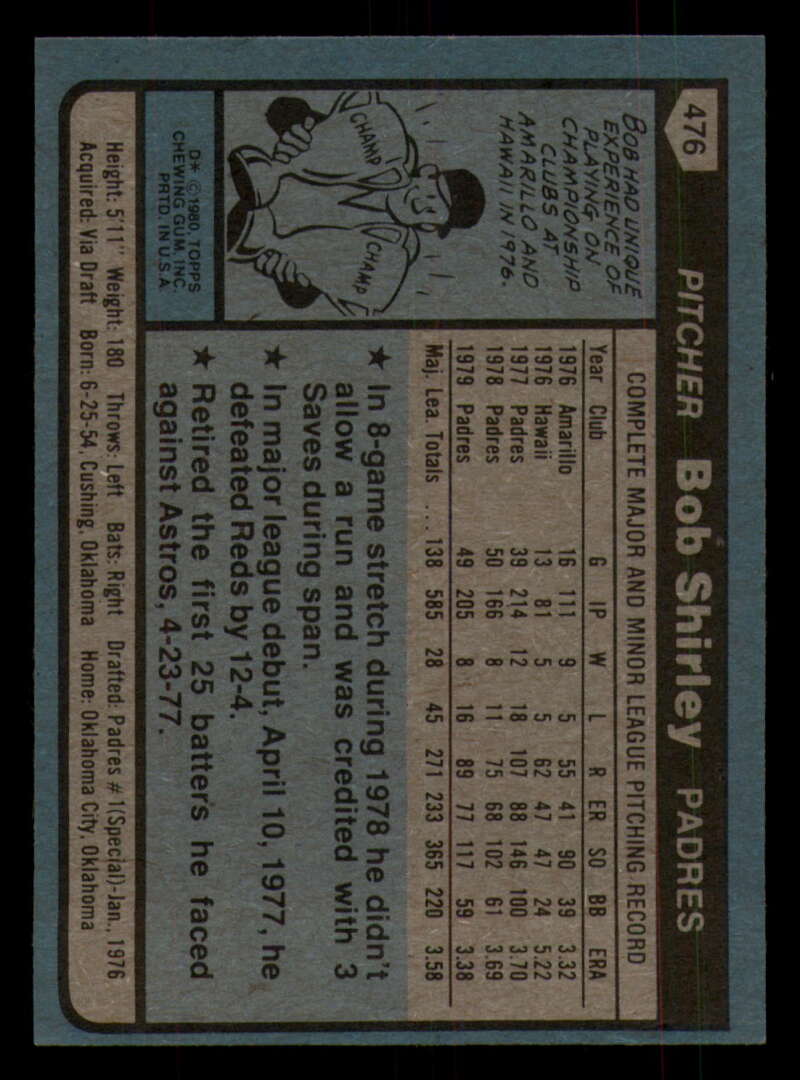 476
PITCHER Bob Shirley PADRES
BOB HAD UNIQUE
EXPERIENCE OF
PLAYING ON
CHAMPIONSHIP
CLUBS AT
AMARILLO AND
HAWAII IN 1976.
CHAMP
CHAMP
D* ©1980 TOPPS
CHEWING GUM, INC.
PRTD. IN U.S.A.
COMPLETE MAJOR AND MINOR LEAGUE PITCHING RECORD
Year Club G IP W L R ER SO BB ERA
1976 Amarillo 16 111 9 5 55 41 90 39 3.32
1976 Hawaii 13 81 5 5 62 47 47 24 5.22
1977 Padres 39 214 12 18 107 88 146 100 3.70
1978 Padres 50 166 8 11 75 68 102 61 3.69
1979 Padres 49 205 8 16 89 77 117 59 3.38
Maj. Lea. Totals ... 138 585 28 45 271 233 365 220 3.58
★ In 8-game stretch during 1978 he didn't
allow a run and was credited with 3
Saves during span.
★ In major league debut, April 10, 1977, he
defeated Reds by 12-4.
★ Retired the first 25 batters he faced
against Astros, 4-23-77.
Height: 5'11" Weight: 180 Throws: Left Bats: Right Drafted: Padres #1(Special)-Jan., 1976
Acquired: Via Draft Born: 6-25-54, Cushing, Oklahoma Home: Oklahoma City, Oklahoma